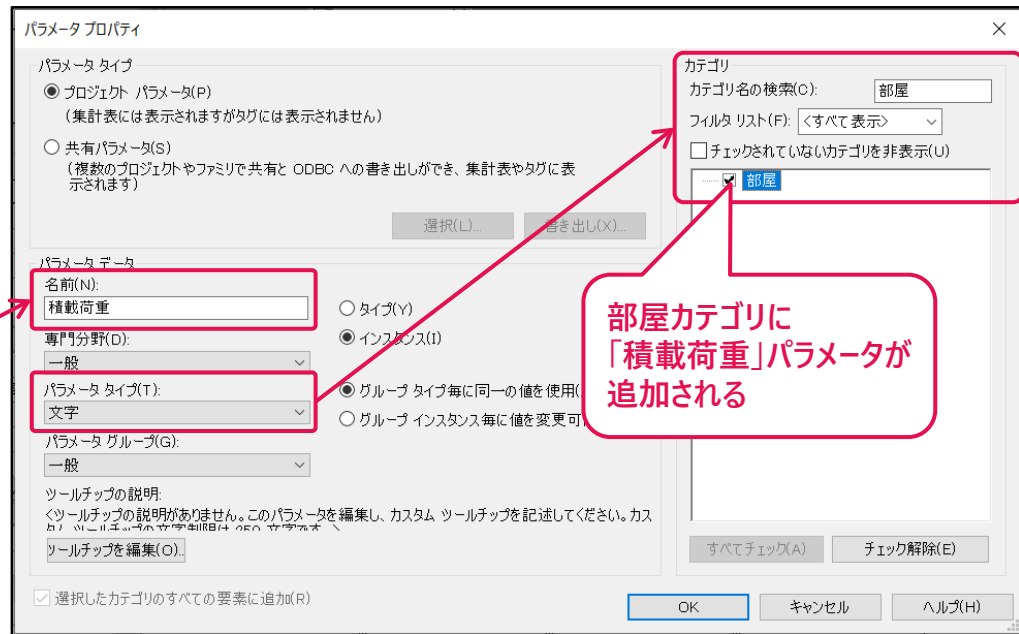 パラメータ プロパティ
パラメータ タイプ
プロジェクト パラメータ(P)
(集計表には表示されますがタグには表示されません)
共有パラメータ(S)
(複数のプロジェクトやファミリで共有と ODBC への書き出しができ、集計表やタグに表
示されます)
選択(L)...
書き出し(X)...
パラメータ データ
名前(N):
積載荷重
タイプ(Y)
専門分野(D):
インスタンス(I)
一般
パラメータ タイプ(T):
グループ タイプ毎に同一の値を使用(
文字
グループ インスタンス毎に値を変更可
パラメータ グループ(G):
一般
ツールチップの説明:
<ツールチップの説明がありません。このパラメータを編集し、カスタム ツールチップを記述してください。カス
タム ツールチップの文字制限は 250 文字です。>
ツールチップを編集(O)..
選択したカテゴリのすべての要素に追加(R)
カテゴリ
カテゴリ名の検索(C):
部屋
フィルタ リスト(F):
<すべて表示>
チェックされていないカテゴリを非表示(U)
部屋
部屋カテゴリに
「積載荷重」パラメータが
追加される
すべてチェック(A)
チェック解除(E)
OK
キャンセル
ヘルプ(H)